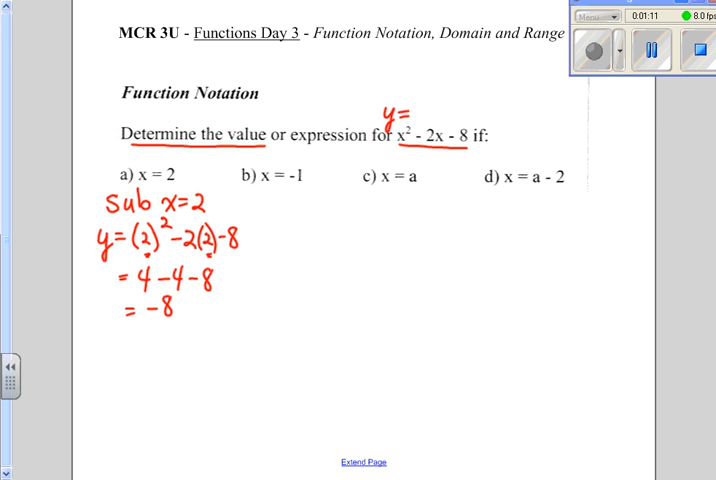 Menu 0:01:11 8.0 fps
MCR 3U - Functions Day 3 - Function Notation, Domain and Range
Function Notation
y=
Determine the value or expression for x² - 2x - 8 if:
a) x = 2 b) x = -1 c) x = a d) x = a - 2
Sub x=2
y=(2)²-2(2)-8
= 4-4-8
= -8
Extend Page